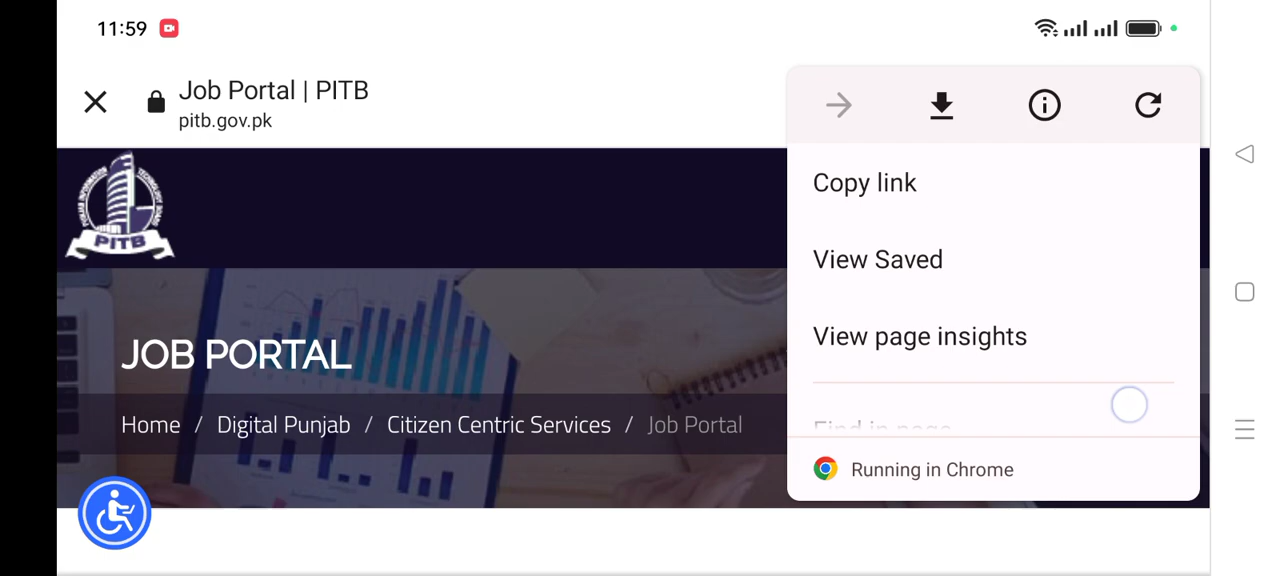 11:59
Job Portal | PITB
pitb.gov.pk
PITB
Copy link
View Saved
View page insights
Find in page
Running in Chrome
JOB PORTAL
Home / Digital Punjab / Citizen Centric Services / Job Portal